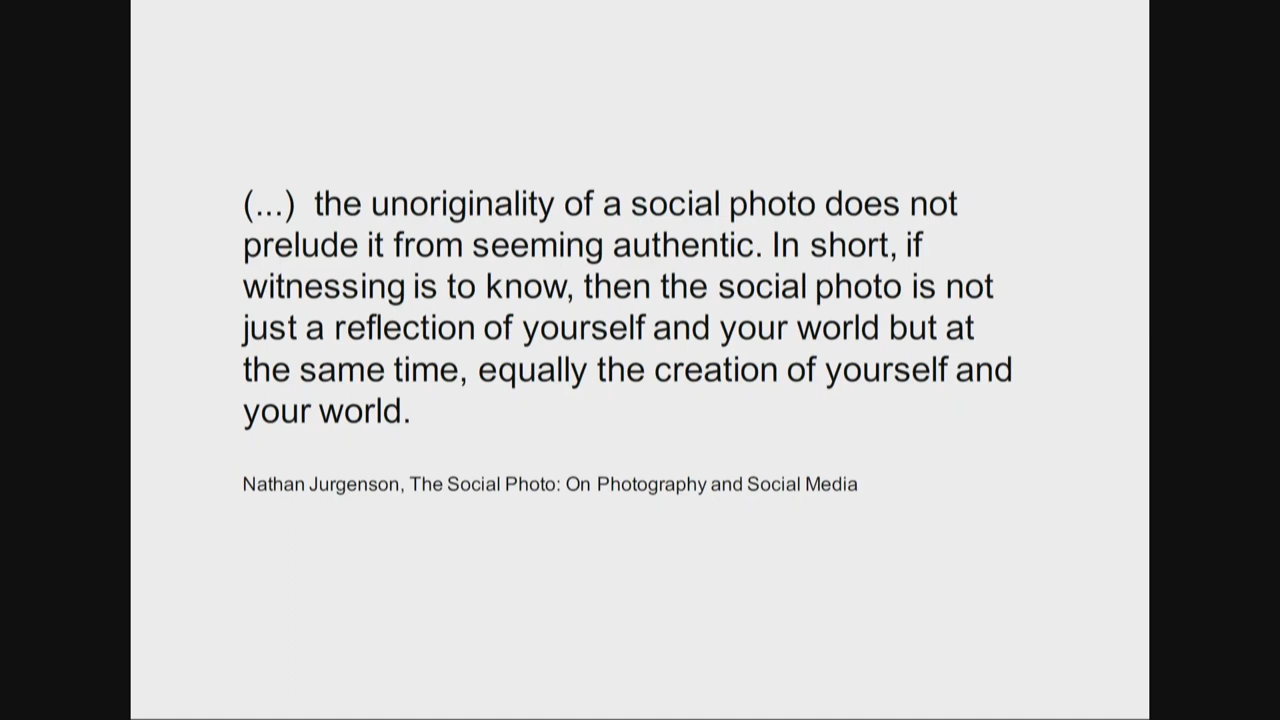 (...)  the unoriginality of a social photo does not
prelude it from seeming authentic. In short, if
witnessing is to know, then the social photo is not
just a reflection of yourself and your world but at
the same time, equally the creation of yourself and
your world.
Nathan Jurgenson, The Social Photo: On Photography and Social Media